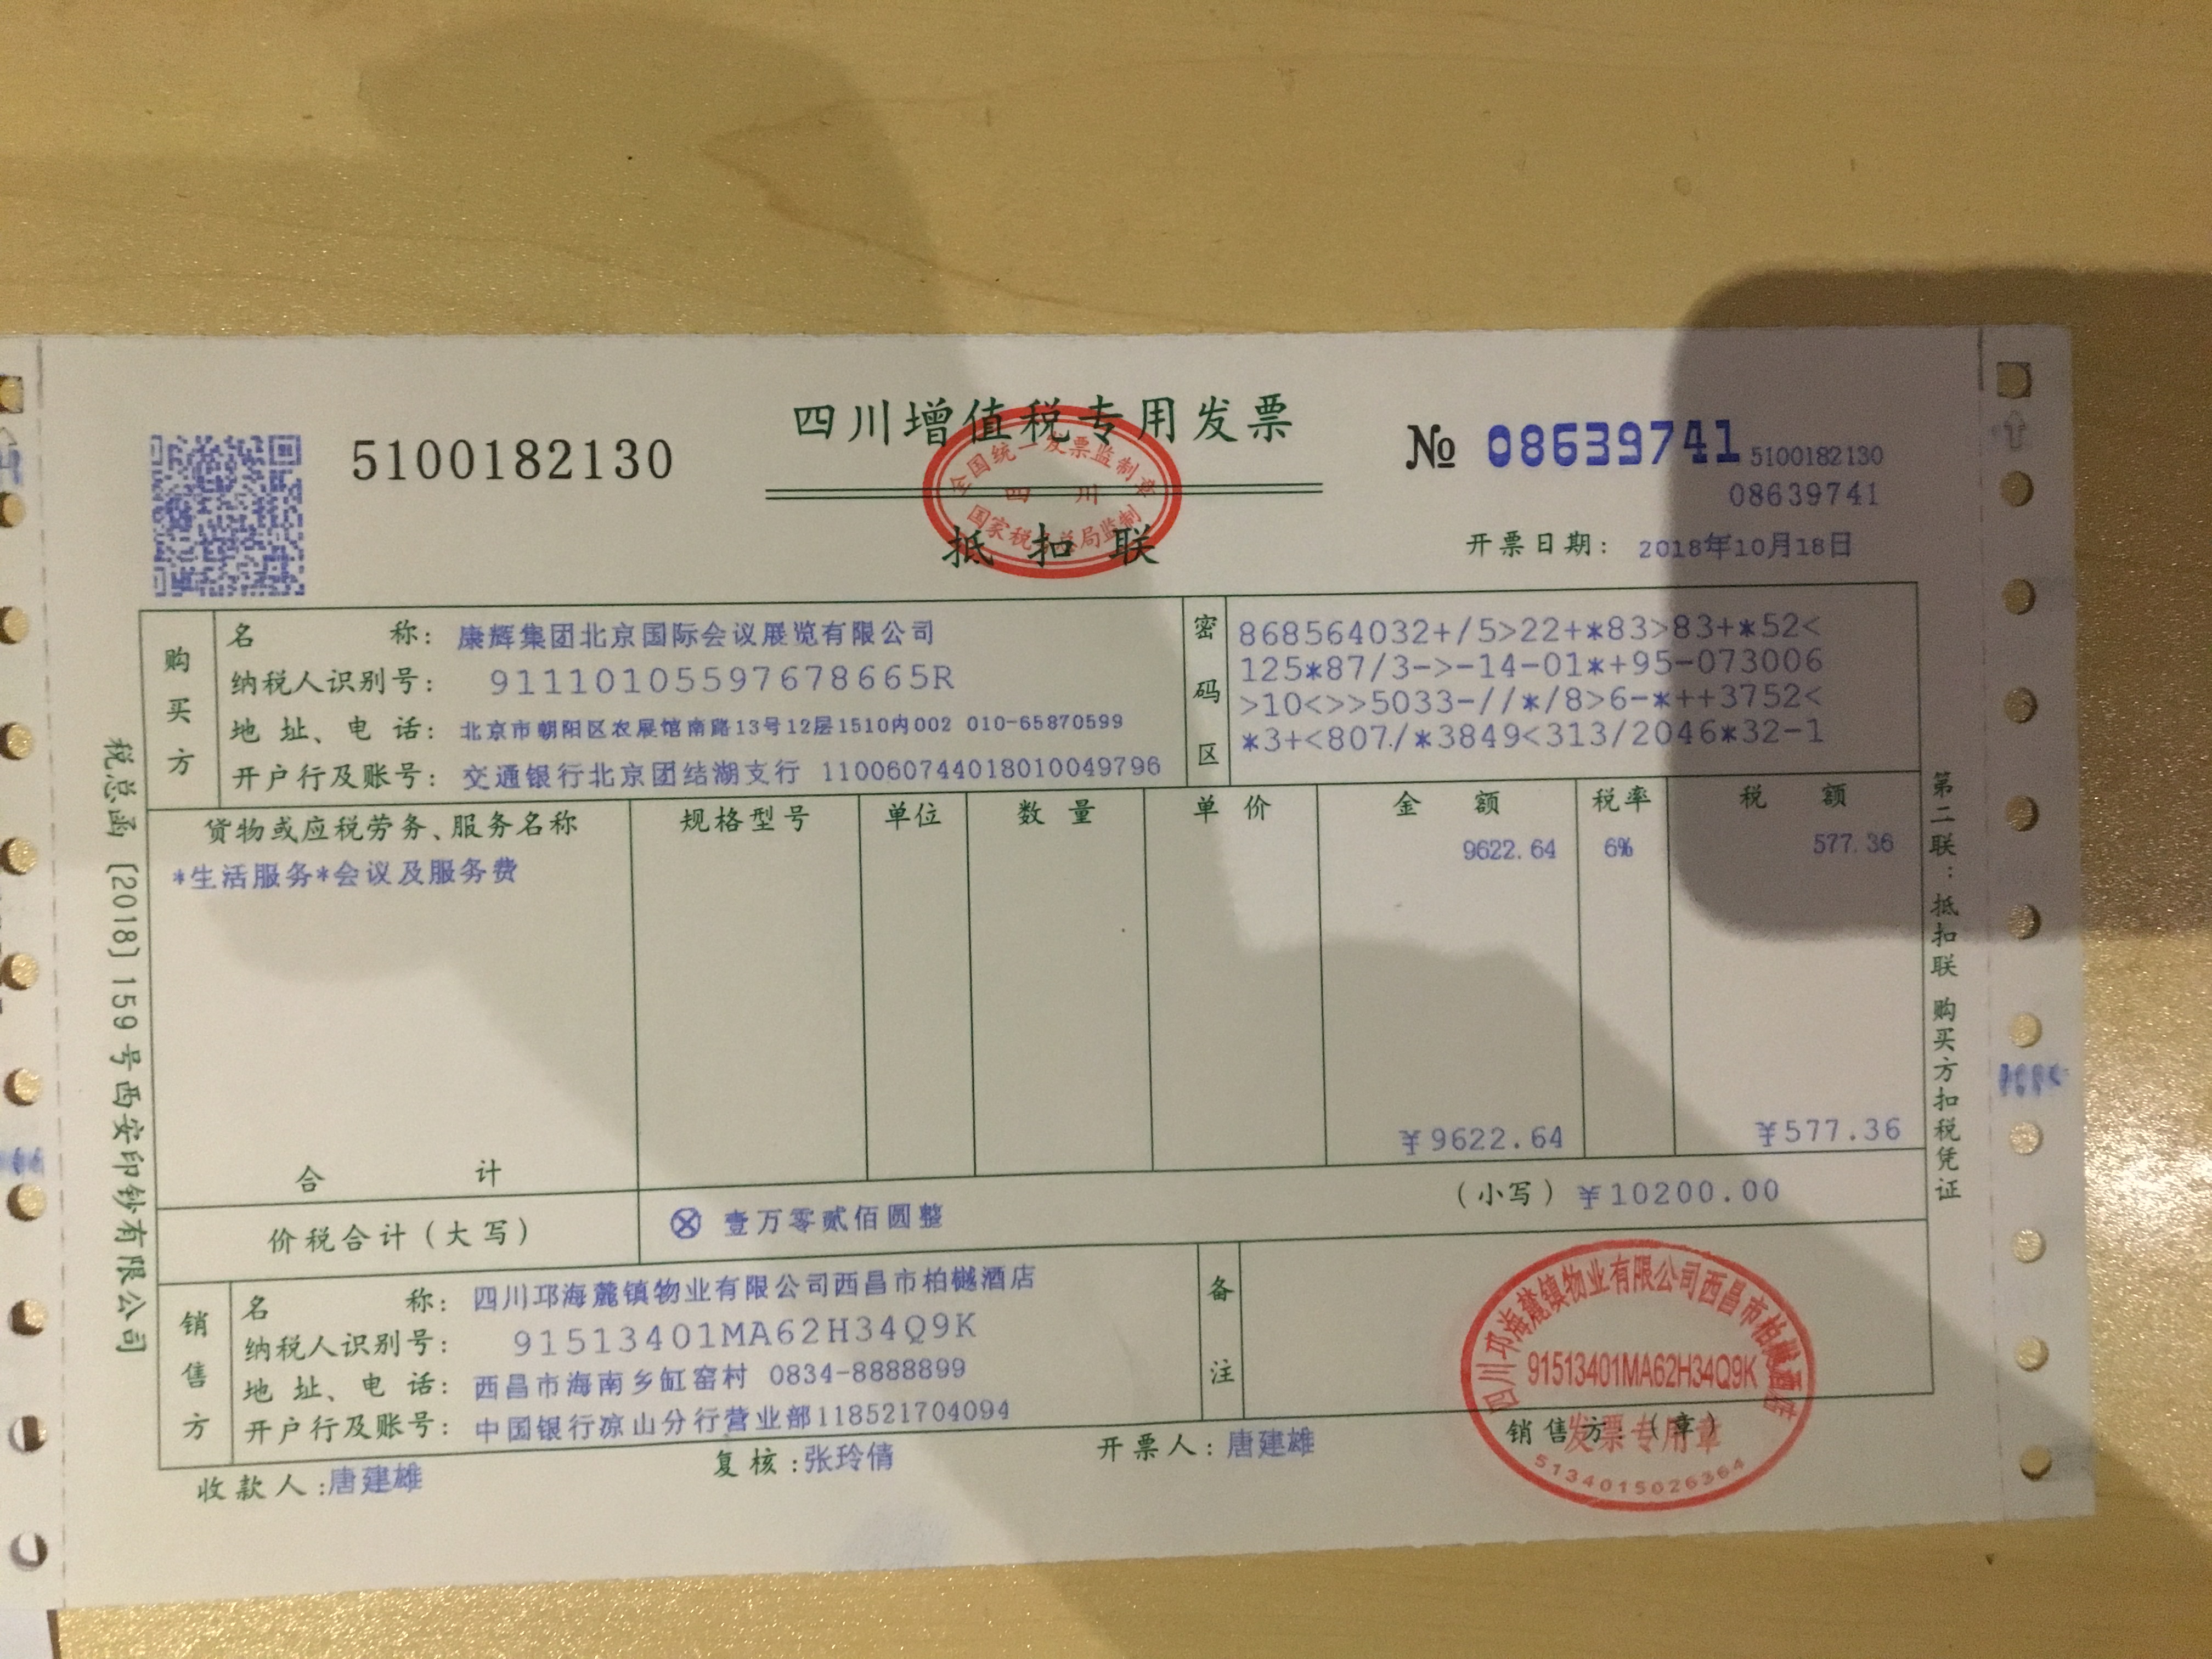 四川增值税专用发票
5100182130
№ 08639741
5100182130
08639741
全国统一发票监制章
四川
国家税务总局监制
抵扣联
开票日期: 2018年10月18日
购买方
名称: 康辉集团北京国际会议展览有限公司
纳税人识别号: 91110105597678665R
地址、电话: 北京市朝阳区农展馆南路13号12层1510内002 010-65870599
开户行及账号: 交通银行北京团结湖支行 110060744018010049796
密码区
868564032+/5>22+*83>83+*52<
125*87/3->-14-01*+95-073006
>10<>>5033-//*/8>6-*++3752<
*3+<807/*3849<313/2046*32-1
货物或应税劳务、服务名称 规格型号 单位 数量 单价 金额 税率 税额
*生活服务*会议及服务费 9622.64 6% 577.36
合计 ¥9622.64 ¥577.36
价税合计(大写) ⊗ 壹万零贰佰圆整 (小写) ¥10200.00
销售方
名称: 四川邛海麓镇物业有限公司西昌市柏樾酒店
纳税人识别号: 91513401MA62H34Q9K
地址、电话: 西昌市海南乡缸窑村 0834-8888899
开户行及账号: 中国银行凉山分行营业部118521704094
备注
收款人:唐建雄 复核:张玲倩 开票人:唐建雄 销售方:(章)
四川邛海麓镇物业有限公司西昌市柏樾酒店
91513401MA62H34Q9K
发票专用章
5134015026364
税总函〔2018〕159号西安印钞有限公司
第二联:抵扣联 购买方扣税凭证